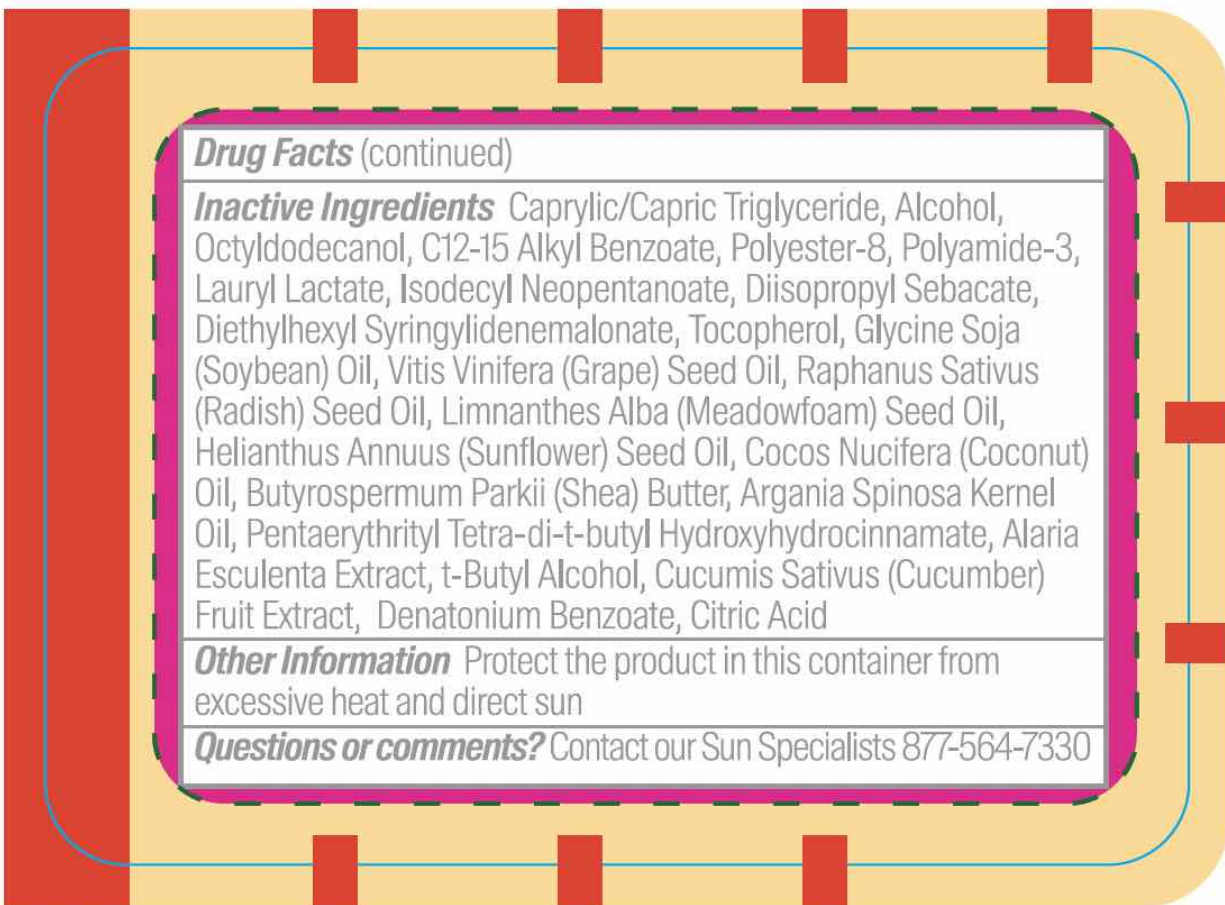 Drug Facts (continued)
Inactive Ingredients Caprylic/Capric Triglyceride, Alcohol,
Octyldodecanol, C12-15 Alkyl Benzoate, Polyester-8, Polyamide-3,
Lauryl Lactate, Isodecyl Neopentanoate, Diisopropyl Sebacate,
Diethylhexyl Syringylidenemalonate, Tocopherol, Glycine Soja
(Soybean) Oil, Vitis Vinifera (Grape) Seed Oil, Raphanus Sativus
(Radish) Seed Oil, Limnanthes Alba (Meadowfoam) Seed Oil,
Helianthus Annuus (Sunflower) Seed Oil, Cocos Nucifera (Coconut)
Oil, Butyrospermum Parkii (Shea) Butter, Argania Spinosa Kernel
Oil, Pentaerythrityl Tetra-di-t-butyl Hydroxyhydrocinnamate, Alaria
Esculenta Extract, t-Butyl Alcohol, Cucumis Sativus (Cucumber)
Fruit Extract, Denatonium Benzoate, Citric Acid
Other Information Protect the product in this container from
excessive heat and direct sun
Questions or comments? Contact our Sun Specialists 877-564-7330